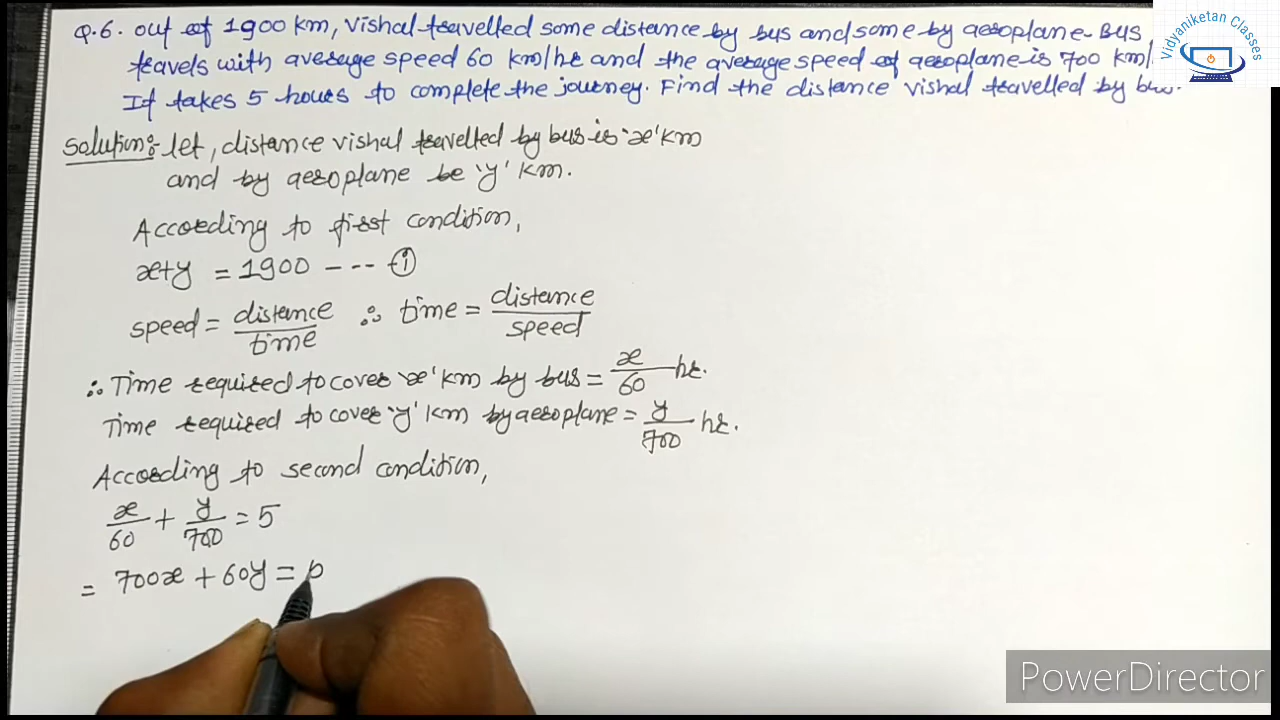 Q.6. Out of 1900 km, Vishal travelled some distance by bus and some by aeroplane. Bus
travels with average speed 60 km/hr and the average speed of aeroplane is 700 km/
It takes 5 hours to complete the journey. Find the distance Vishal travelled by bus.
Solution:- let, distance vishal travelled by bus is 'x' km
and by aeroplane be 'y' km.
According to first condition,
x+y = 1900 --- ①
speed = distance/time ∴ time = distance/speed
∴ Time required to cover 'x' km by bus = x/60 hr.
Time required to cover 'y' km by aeroplane = y/700 hr.
According to second condition,
x/60 + y/700 = 5
= 700x + 60y =
Vidyaniketan Classes
PowerDirector